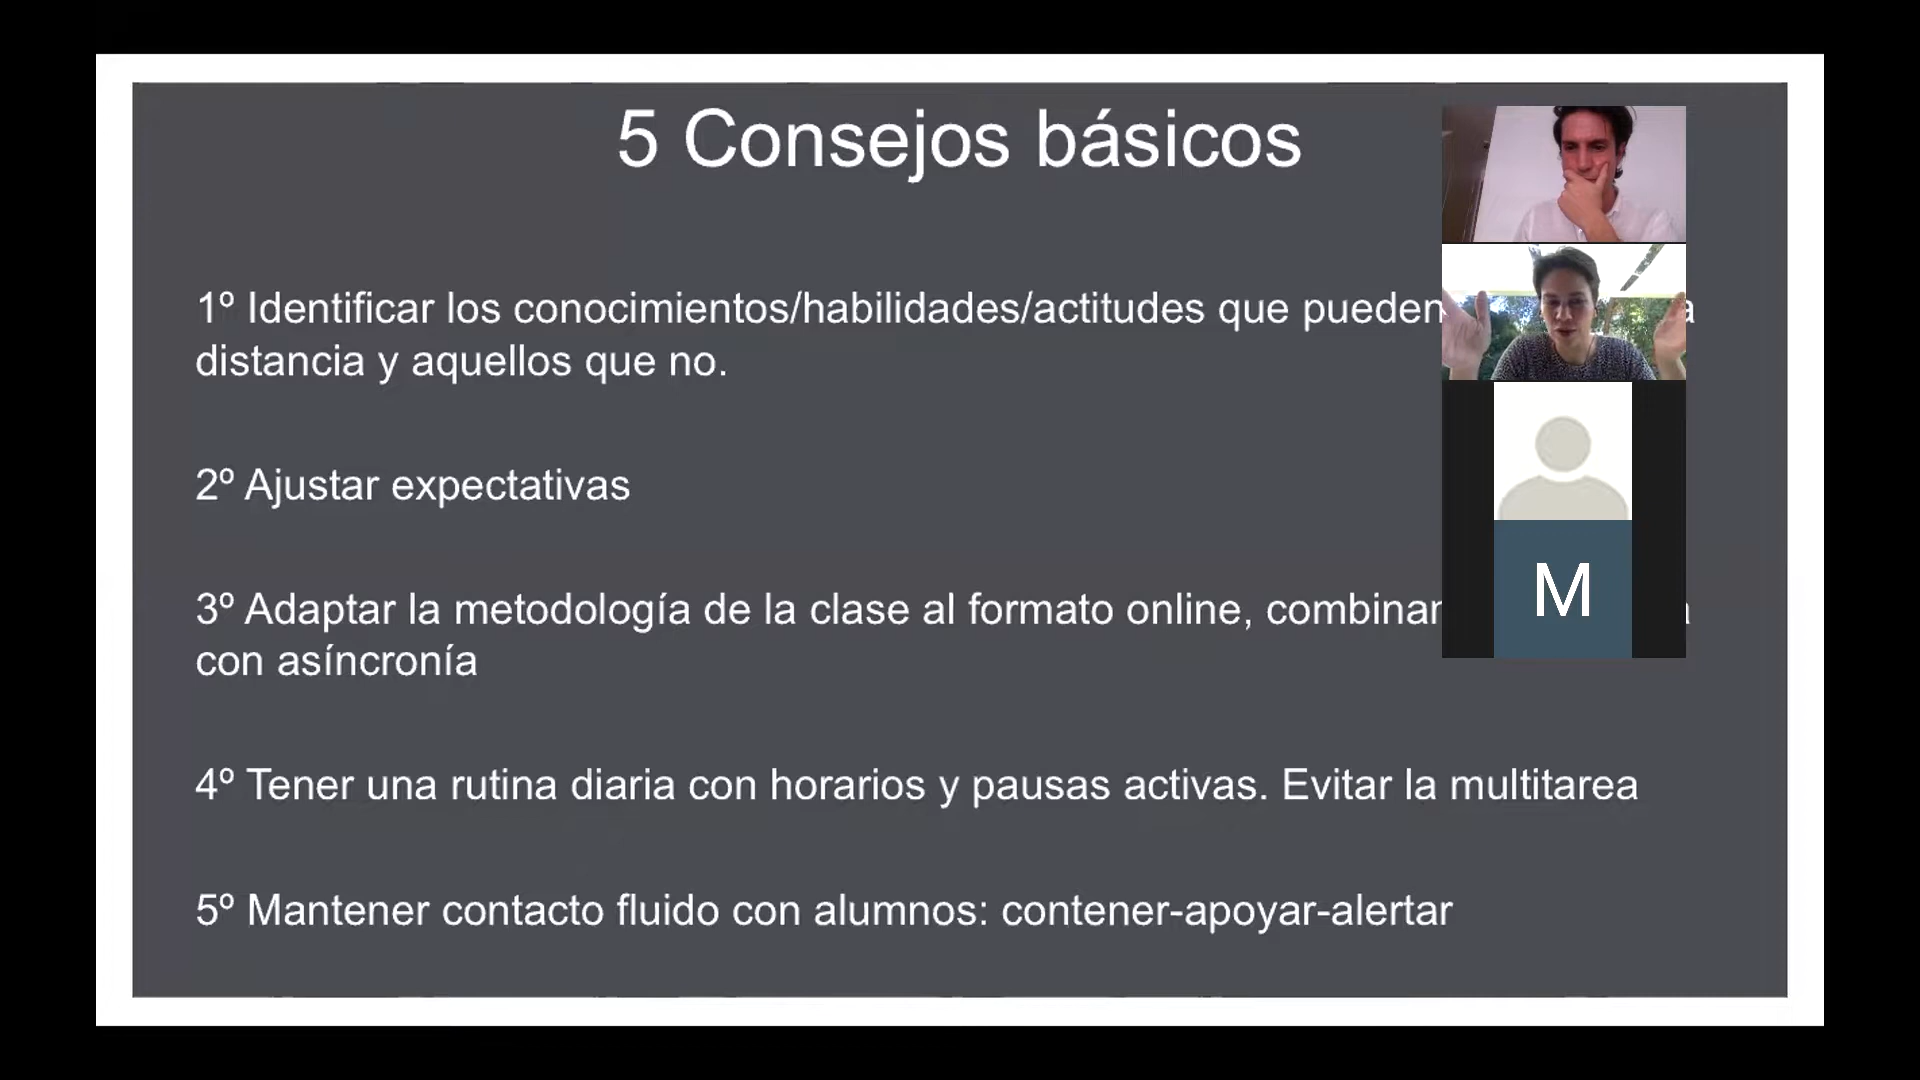 5 Consejos básicos
1º Identificar los conocimientos/habilidades/actitudes que pueden a
distancia y aquellos que no.
2º Ajustar expectativas
3º Adaptar la metodología de la clase al formato online,
con asíncronía
4º Tener una rutina diaria con horarios y pausas activas. Evitar la multitarea
5º Mantener contacto fluido con alumnos: contener-apoyar-alertar
M